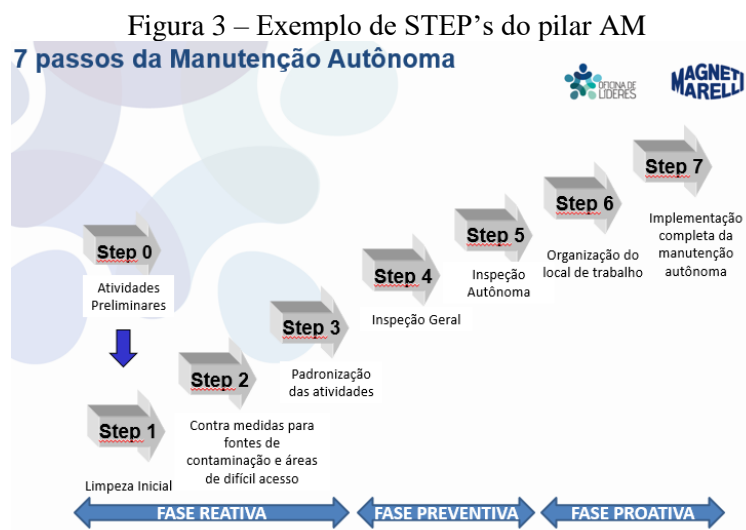 Figura 3 – Exemplo de STEP’s do pilar AM
7 passos da Manutenção Autônoma
OFICINA DE
LÍDERES
MAGNETI
MARELLI
Step 7
Implementação
completa da
manutenção
autônoma
Step 6
Organização do
local de trabalho
Step 5
Inspeção
Autônoma
Step 0
Atividades
Preliminares
Step 4
Inspeção Geral
Step 3
Padronização
das atividades
Step 2
Contra medidas para
fontes de
contaminação e áreas
de difícil acesso
Step 1
Limpeza Inicial
FASE REATIVA
FASE PREVENTIVA
FASE PROATIVA